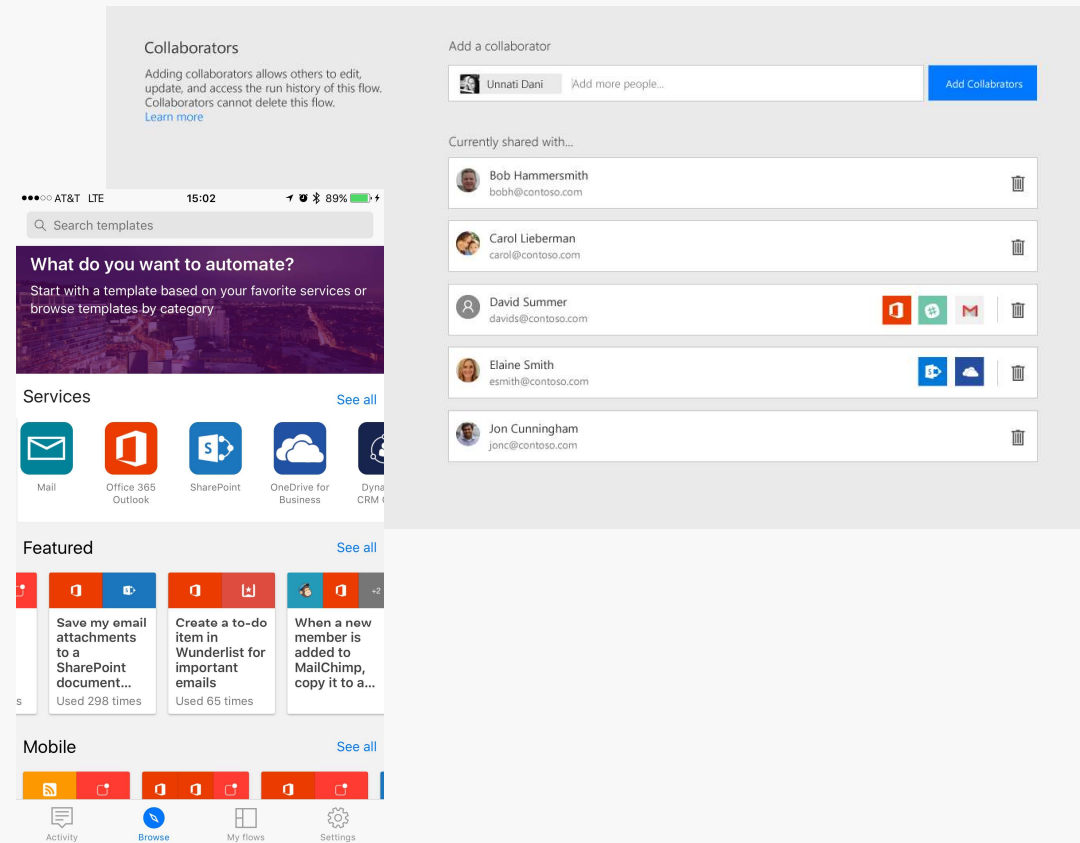 Collaborators
Adding collaborators allows others to edit,
update, and access the run history of this flow.
Collaborators cannot delete this flow.
Learn more
Add a collaborator
Unnati Dani
Add more people...
Add Collabrators
Currently shared with...
Bob Hammersmith
bobh@contoso.com
Carol Lieberman
carol@contoso.com
David Summer
davids@contoso.com
Elaine Smith
esmith@contoso.com
Jon Cunningham
jonc@contoso.com
AT&T LTE
15:02
89%
Search templates
What do you want to automate?
Start with a template based on your favorite services or
browse templates by category
Services
See all
Mail
Office 365
Outlook
S
SharePoint
OneDrive for
Business
Dyna
CRM
Featured
See all
s
Save my email
attachments
to a
SharePoint
document...
Used 298 times
Create a to-do
item in
Wunderlist for
important
emails
Used 65 times
+2
When a new
member is
added to
MailChimp,
copy it to a...
Mobile
See all
Activity
Browse
My flows
Settings